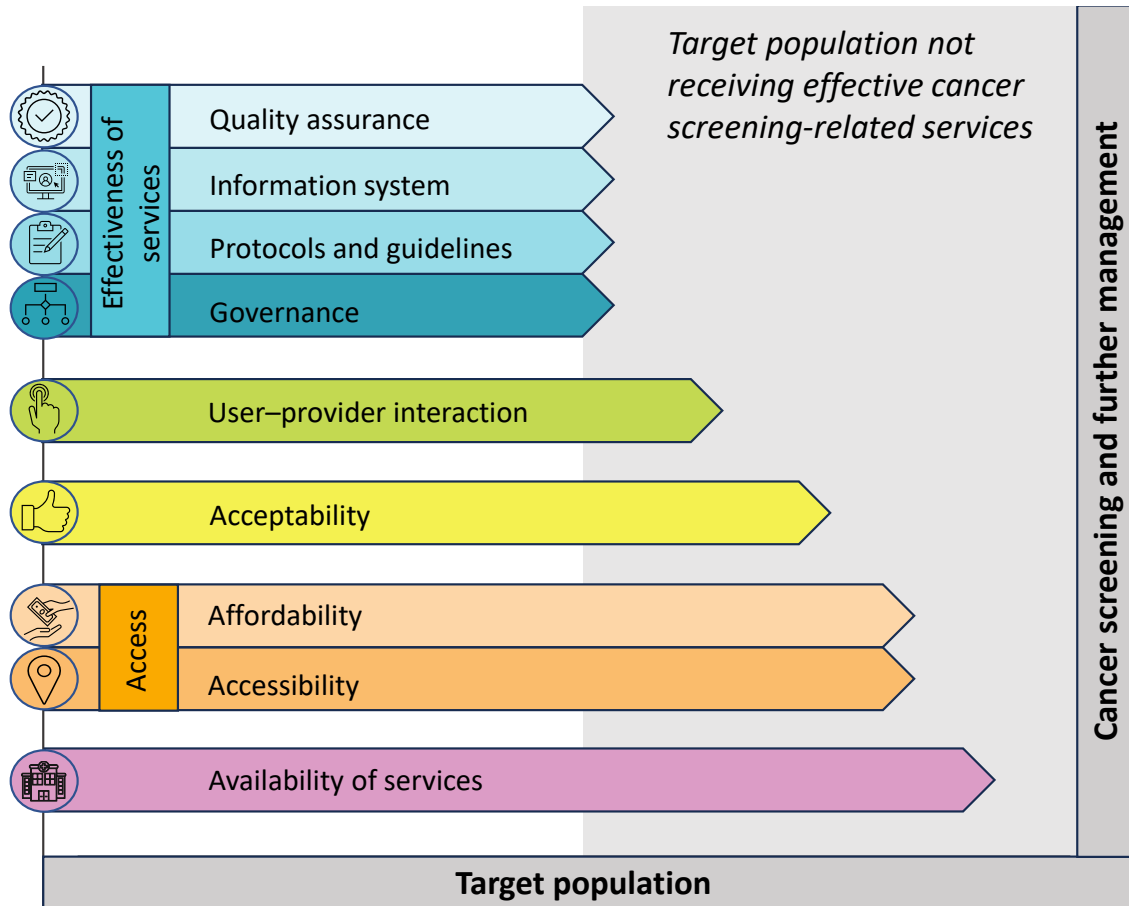 Target population not
receiving effective cancer
screening-related services
Effectiveness of
services
Quality assurance
Information system
Protocols and guidelines
Governance
User–provider interaction
Acceptability
Access
Affordability
Accessibility
Availability of services
Cancer screening and further management
Target population